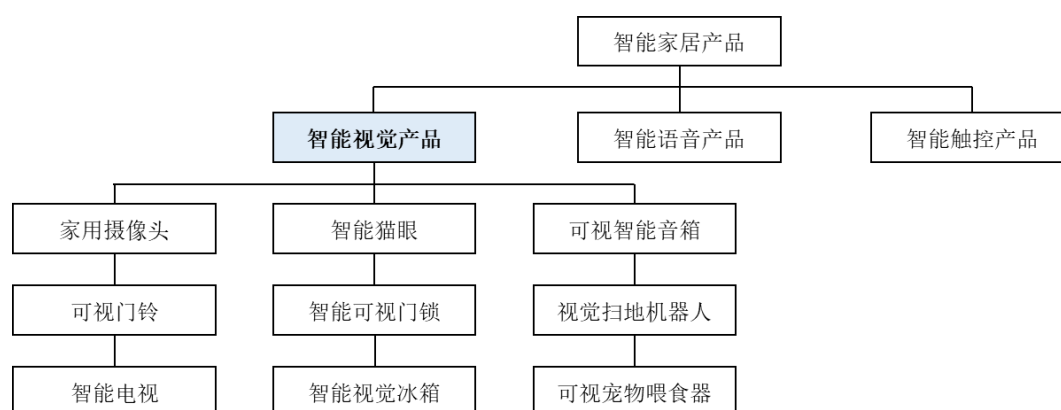 智能家居产品
智能视觉产品
智能语音产品
智能触控产品
家用摄像头
智能猫眼
可视智能音箱
可视门铃
智能可视门锁
视觉扫地机器人
智能电视
智能视觉冰箱
可视宠物喂食器